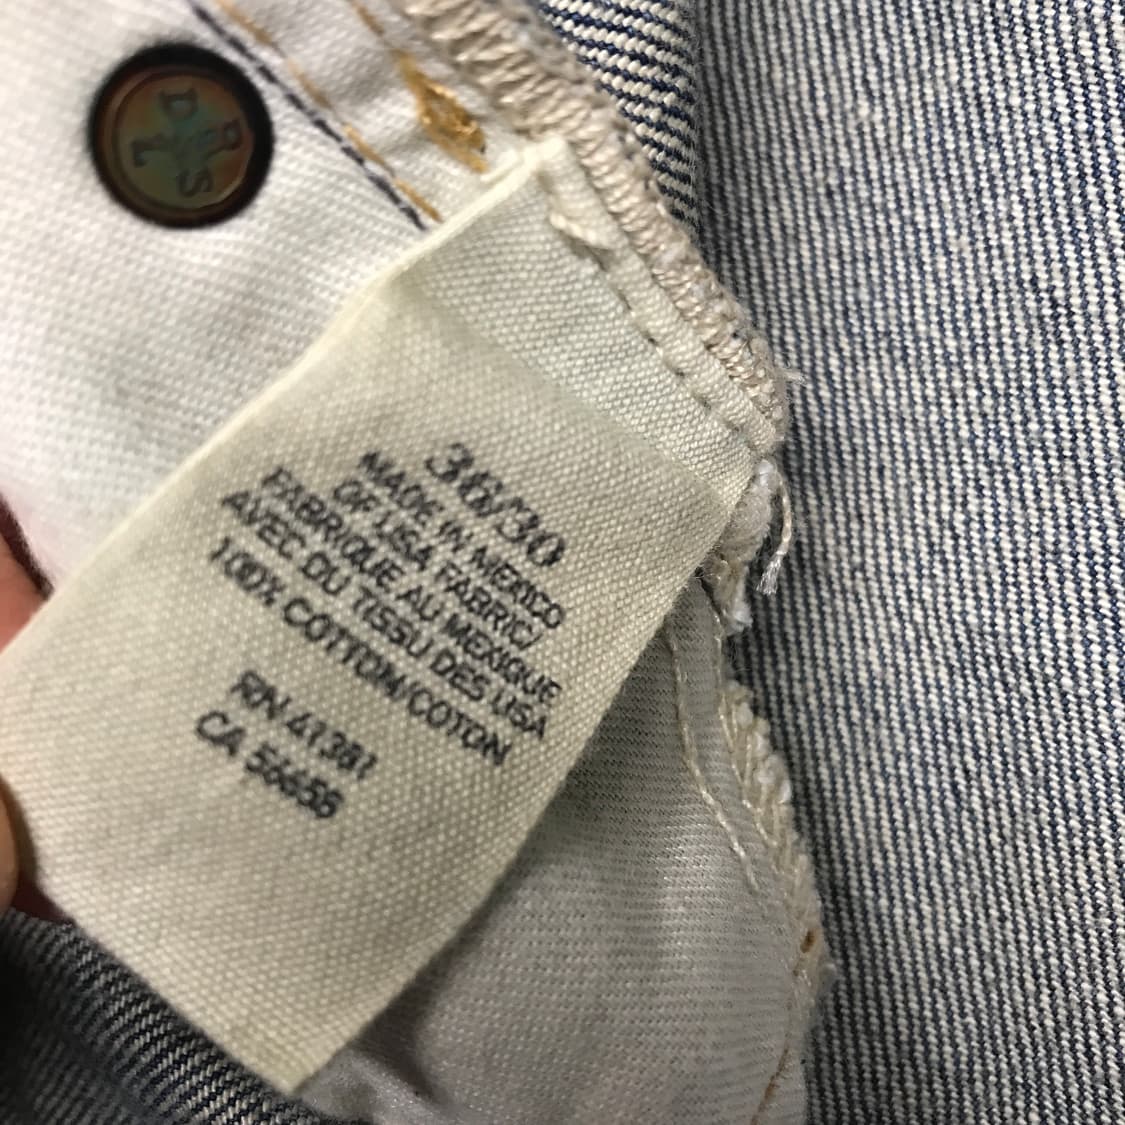 36/30
MADE IN MEXICO
OF USA FABRIC/
FABRIQUE AU MEXIQUE
AVEC DU TISSU DES USA
100% COTTON/COTON
RN 41381
CA 56656